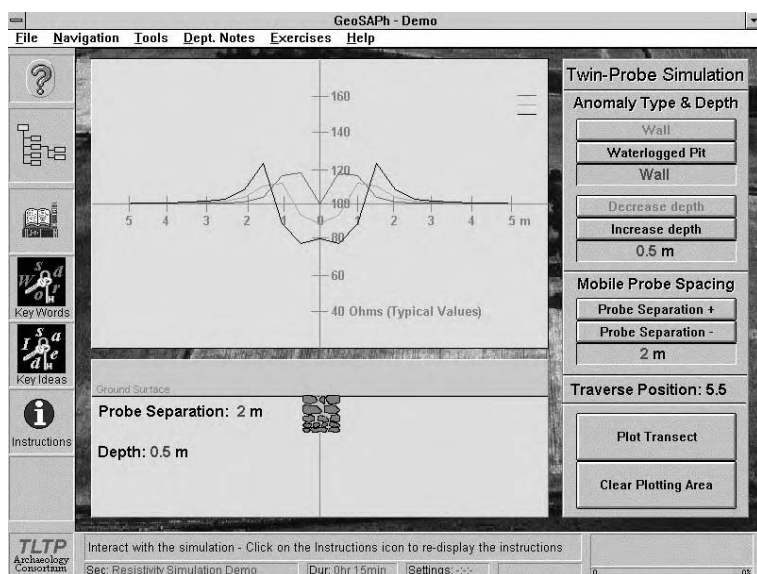 GeoSAPh - Demo
File Navigation Tools Dept. Notes Exercises Help
160
140
120
100
5 4 3 2 1 0 1 2 3 4 5 m
80
60
40 Ohms (Typical Values)
Ground Surface
Probe Separation: 2 m
Depth: 0.5 m
Key Words
Key Ideas
Instructions
Twin-Probe Simulation
Anomaly Type & Depth
Wall
Waterlogged Pit
Wall
Decrease depth
Increase depth
0.5 m
Mobile Probe Spacing
Probe Separation +
Probe Separation -
2 m
Traverse Position: 5.5
Plot Transect
Clear Plotting Area
TLTP
Archaeology
Consortium
Interact with the simulation - Click on the Instructions icon to re-display the instructions
Sec: Resistivity Simulation Demo Dur: 0hr 15min Settings: -:-:-
0 0%